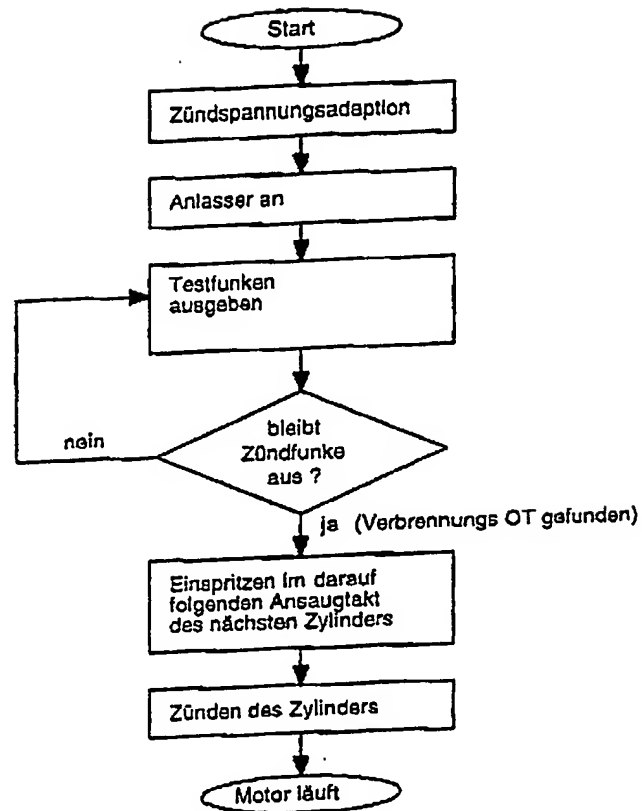 Start
Zündspannungsadaption
Anlasser an
Testfunken
ausgeben
nein
bleibt
Zündfunke
aus ?
ja (Verbrennungs OT gefunden)
Einspritzen im darauf
folgenden Ansaugtakt
des nächsten Zylinders
Zünden des Zylinders
Motor läuft